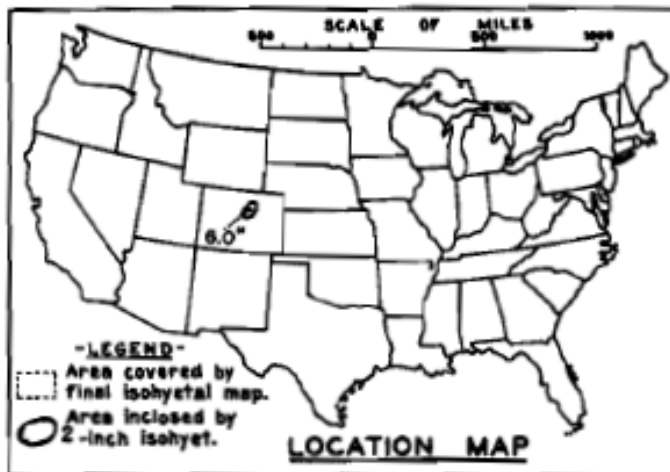 SCALE OF MILES
500 0 500 1000
6.0"
-LEGEND-
Area covered by
final isohyetal map.
Area inclosed by
2-inch isohyet.
LOCATION MAP